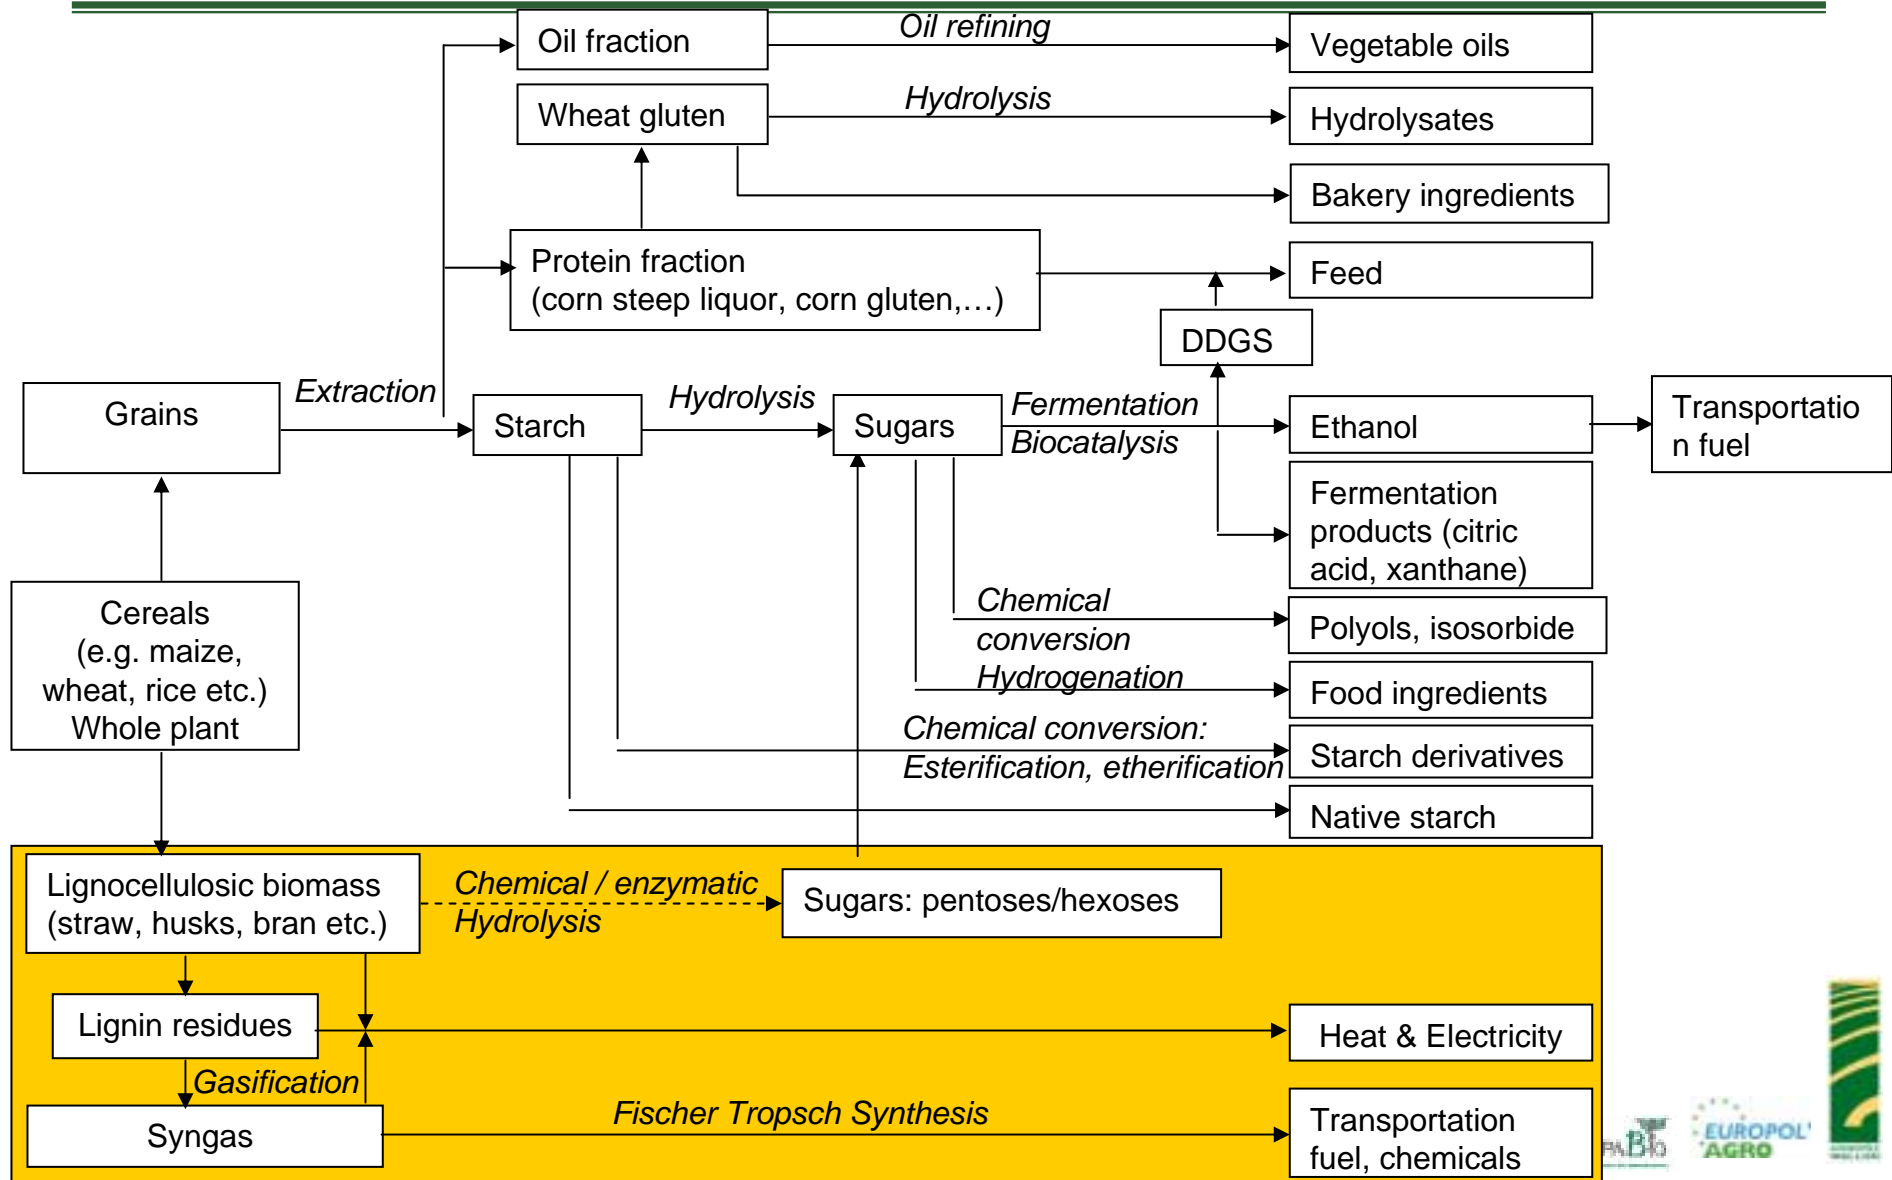 Oil fraction
Oil refining
Vegetable oils
Wheat gluten
Hydrolysis
Hydrolysates
Bakery ingredients
Protein fraction
(corn steep liquor, corn gluten,…)
Feed
DDGS
Grains
Extraction
Starch
Hydrolysis
Sugars
Fermentation
Biocatalysis
Ethanol
Transportatio
n fuel
Fermentation
products (citric
acid, xanthane)
Cereals
(e.g. maize,
wheat, rice etc.)
Whole plant
Chemical
conversion
Polyols, isosorbide
Hydrogenation
Food ingredients
Chemical conversion:
Esterification, etherification
Starch derivatives
Native starch
Lignocellulosic biomass
(straw, husks, bran etc.)
Chemical / enzymatic
Hydrolysis
Sugars: pentoses/hexoses
Lignin residues
Heat & Electricity
Gasification
Syngas
Fischer Tropsch Synthesis
Transportation
fuel, chemicals
EUROPOL'
AGRO